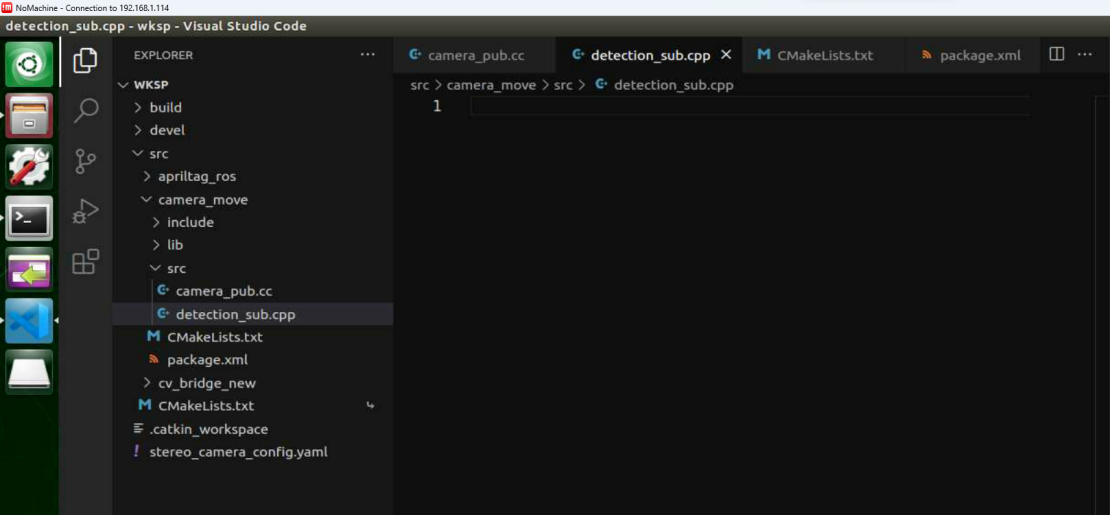 NoMachine - Connection to 192.168.1.114
detection_sub.cpp - wksp - Visual Studio Code
EXPLORER
WKSP
build
devel
src
apriltag_ros
camera_move
include
lib
src
camera_pub.cc
detection_sub.cpp
CMakeLists.txt
package.xml
cv_bridge_new
CMakeLists.txt
.catkin_workspace
stereo_camera_config.yaml
camera_pub.cc detection_sub.cpp CMakeLists.txt package.xml
src > camera_move > src > detection_sub.cpp
1